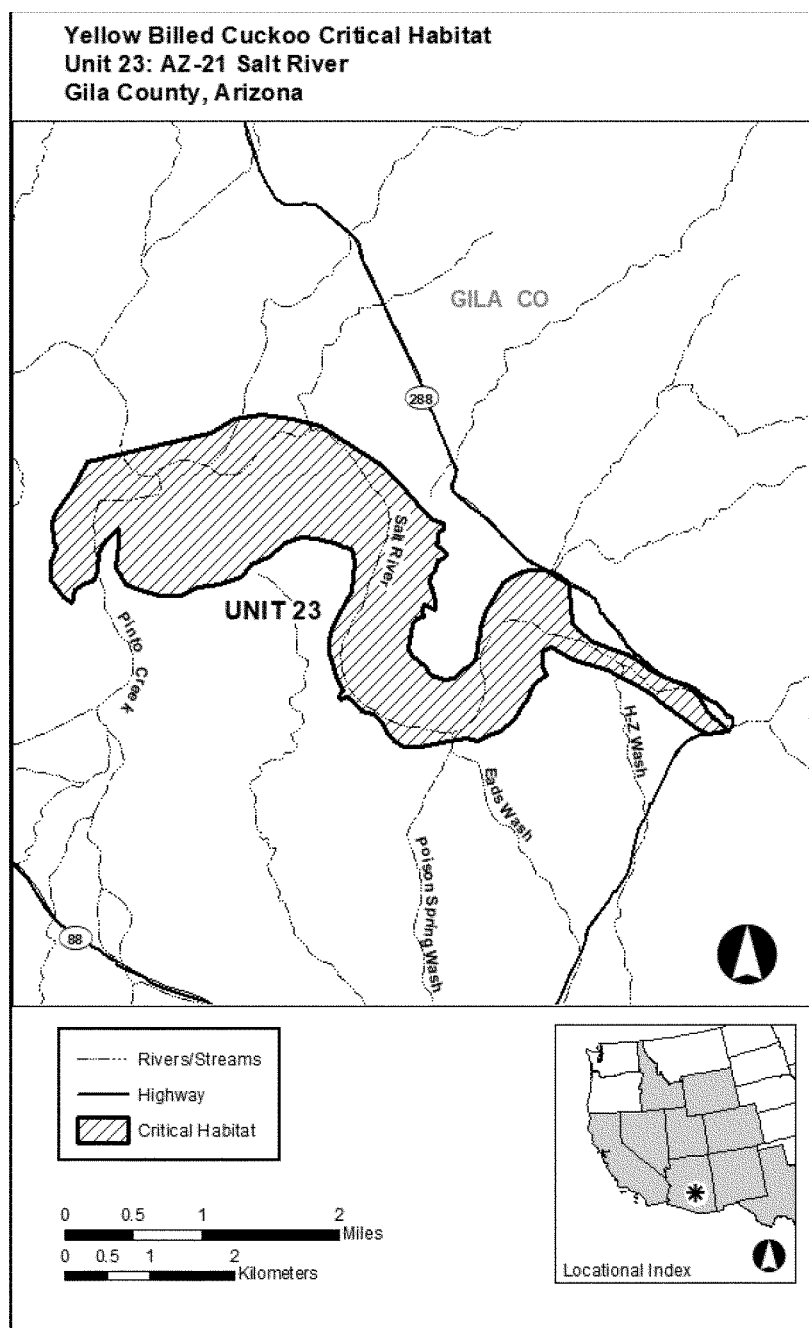 Yellow Billed Cuckoo Critical Habitat
Unit 23: AZ-21 Salt River
Gila County, Arizona
GILA CO
288
Salt River
UNIT 23
Pinto Creek
H-Z Wash
Eads Wash
poison Spring Wash
88
Rivers/Streams
Highway
Critical Habitat
0 0.5 1 2
Miles
0 0.5 1 2
Kilometers
Locational Index